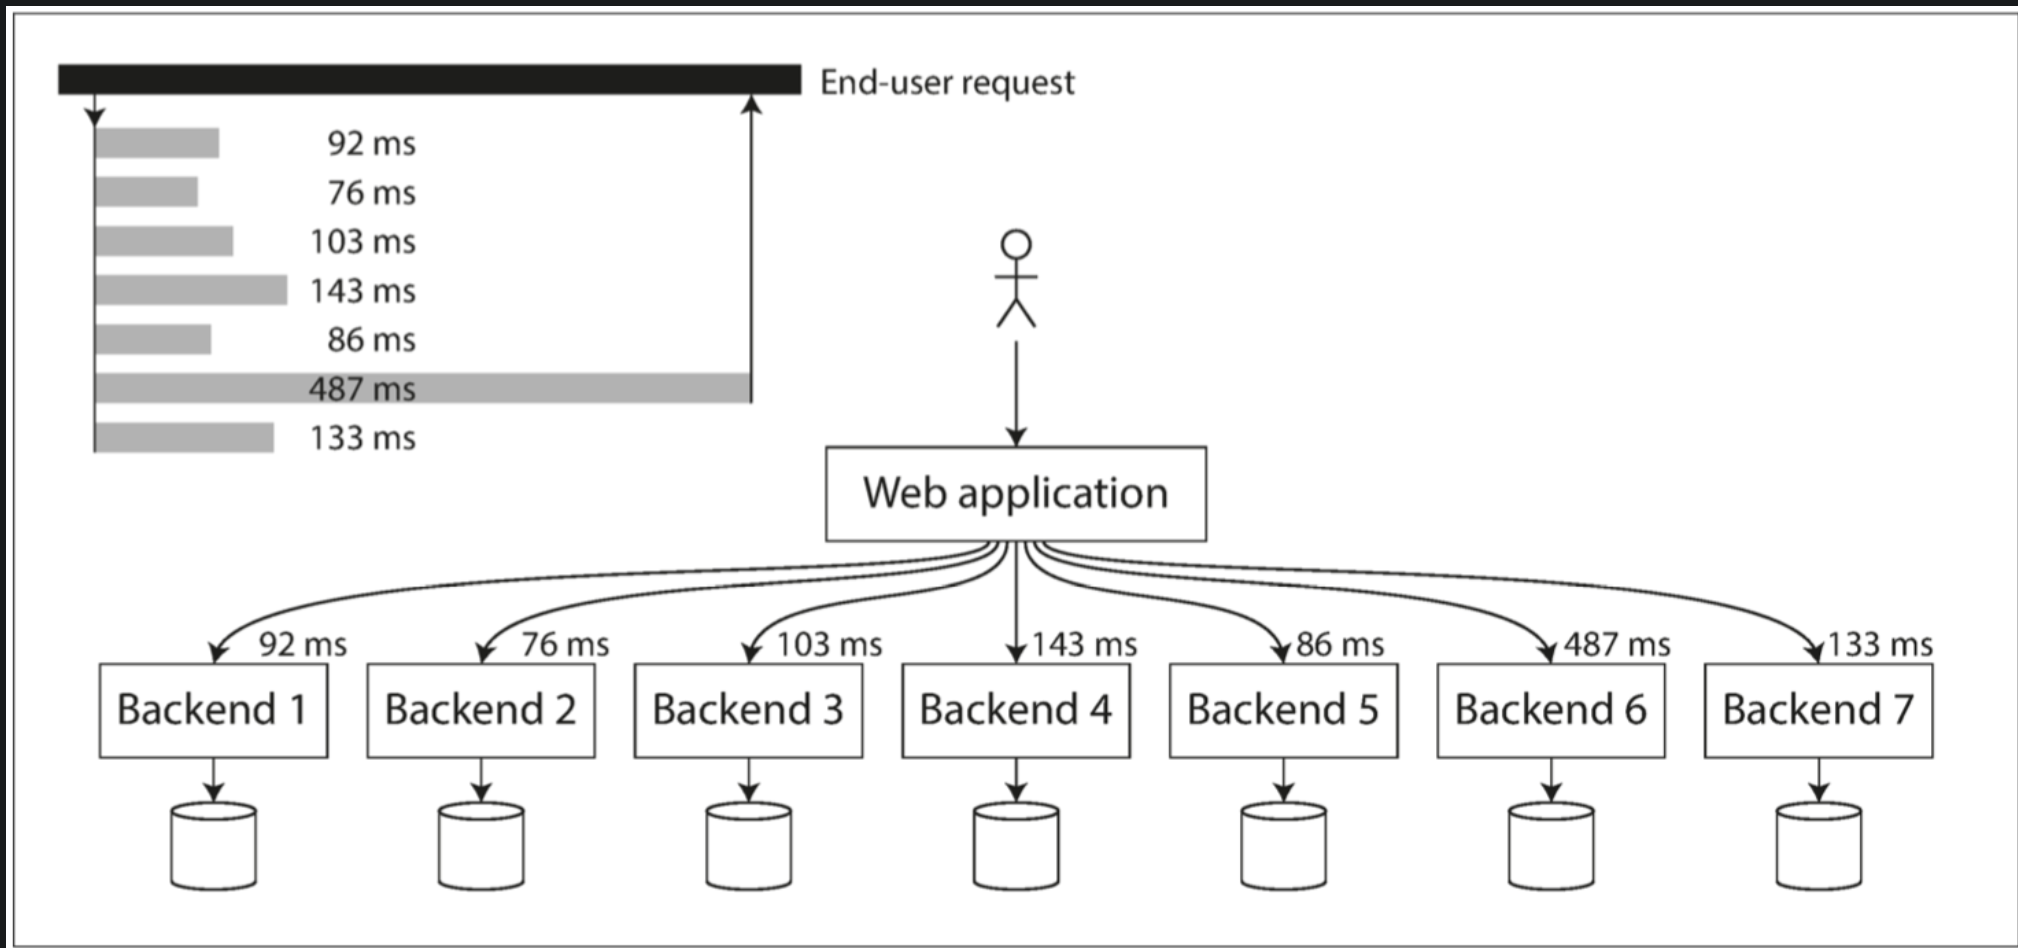 End-user request
92 ms
76 ms
103 ms
143 ms
86 ms
487 ms
133 ms
Web application
92 ms
76 ms
103 ms
143 ms
86 ms
487 ms
133 ms
Backend 1
Backend 2
Backend 3
Backend 4
Backend 5
Backend 6
Backend 7